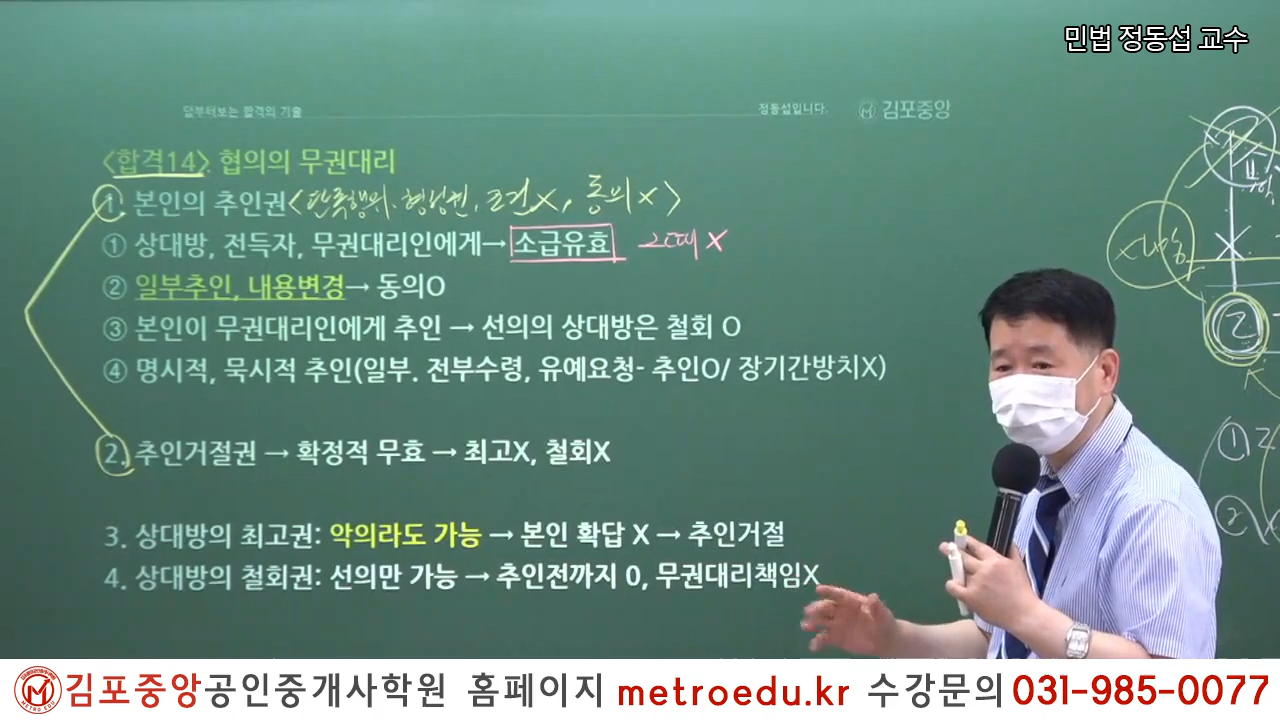 민법 정동섭 교수
답부터보는 합격의 기술
정동섭입니다.
김포중앙
<합격14>. 협의의 무권대리
1. 본인의 추인권 <단독행위, 형성권, 조건X, 동의X>
① 상대방, 전득자, 무권대리인에게→ 소급유효 그때 X
② 일부추인, 내용변경→ 동의O
③ 본인이 무권대리인에게 추인 → 선의의 상대방은 철회 O
④ 명시적, 묵시적 추인(일부. 전부수령, 유예요청- 추인O/ 장기간방치X)
2. 추인거절권 → 확정적 무효 → 최고X, 철회X
3. 상대방의 최고권: 악의라도 가능 → 본인 확답 X → 추인거절
4. 상대방의 철회권: 선의만 가능 → 추인전까지 0, 무권대리책임X
X
2
①
②
METRO EDU
김포중앙공인중개사학원 홈페이지 metroedu.kr 수강문의 031-985-0077